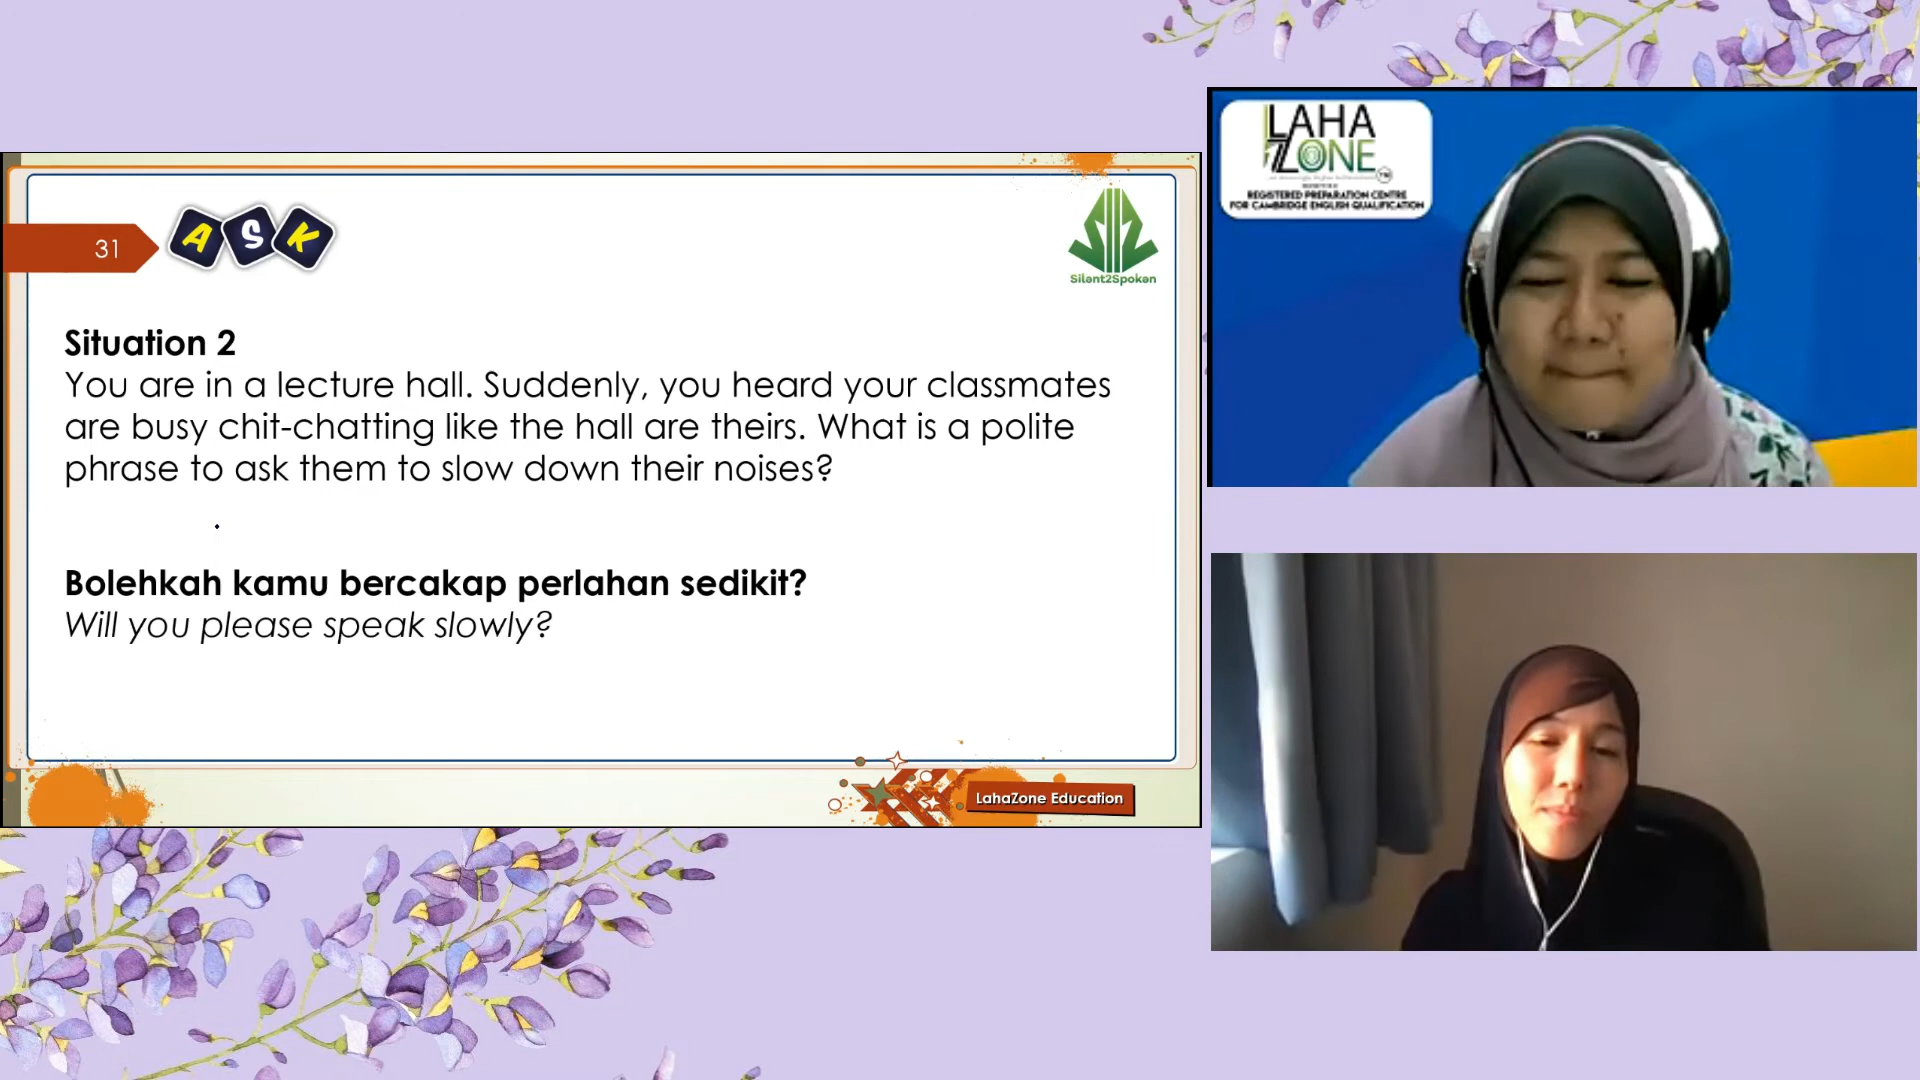 31
ASK
Silent2Spoken
Situation 2
You are in a lecture hall. Suddenly, you heard your classmates
are busy chit-chatting like the hall are theirs. What is a polite
phrase to ask them to slow down their noises?
Bolehkah kamu bercakap perlahan sedikit?
Will you please speak slowly?
LahaZone Education
LAHA
ZONE
REGISTERED PREPARATION CENTRE
FOR CAMBRIDGE ENGLISH QUALIFICATION